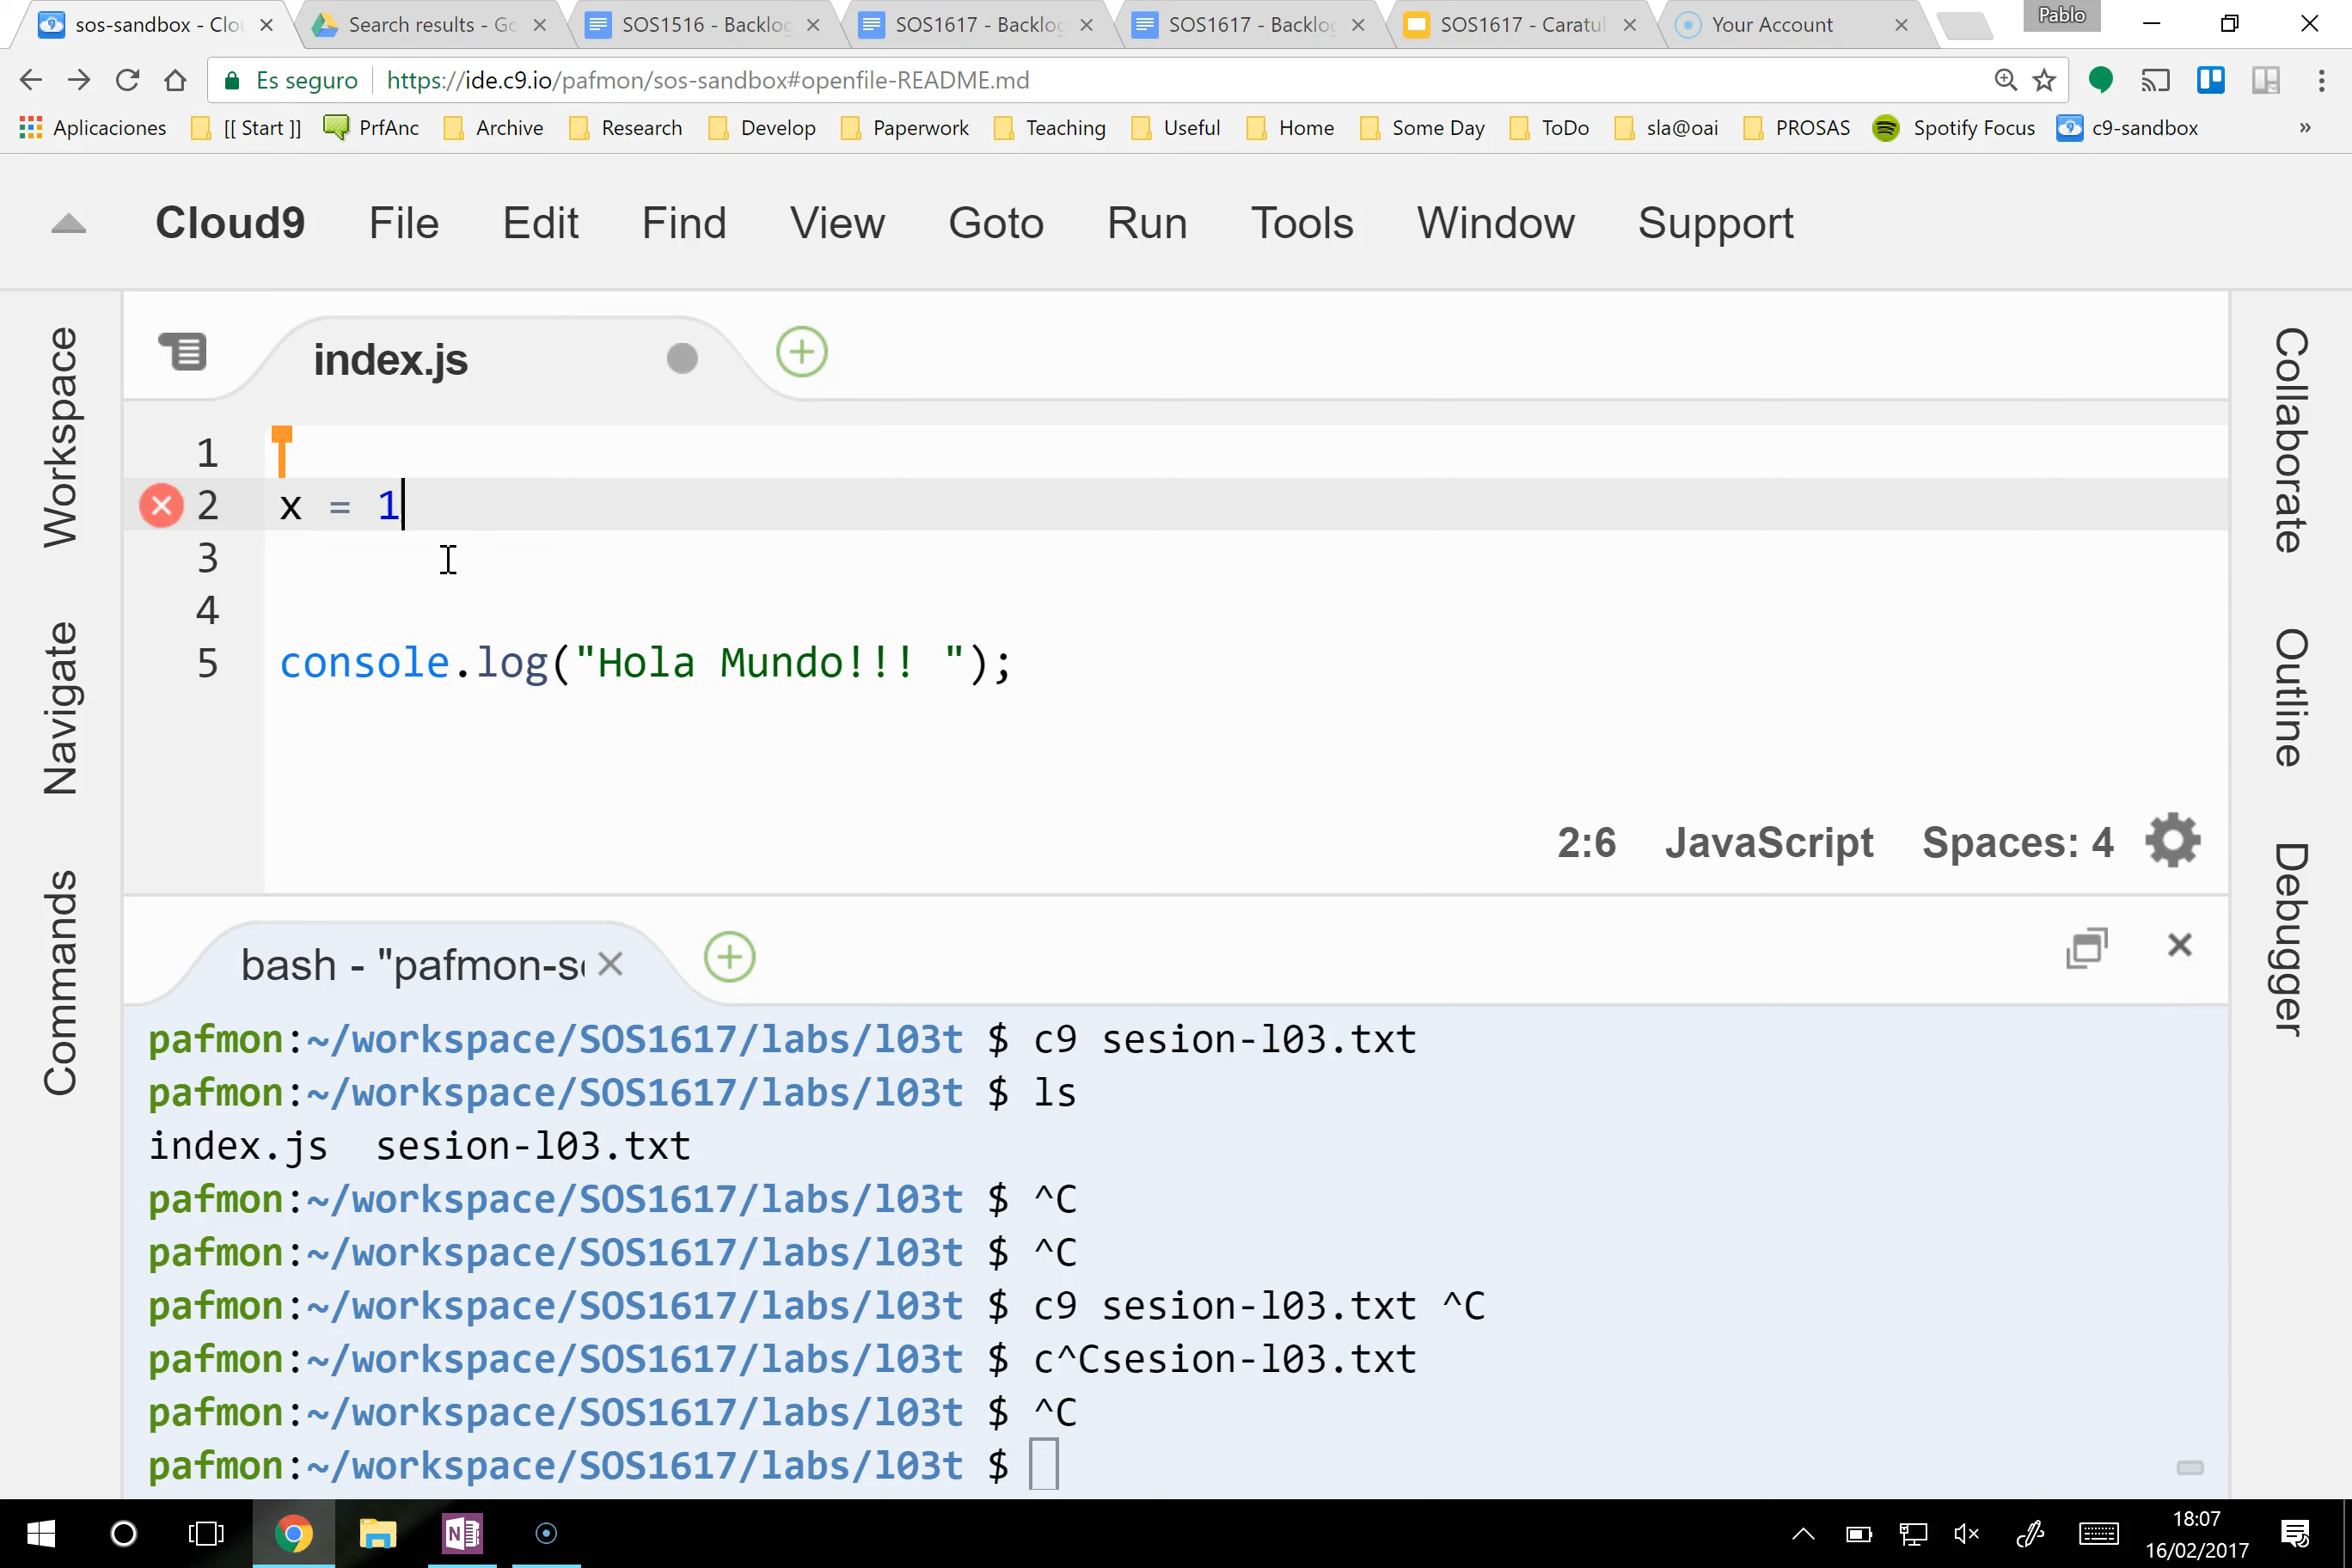 sos-sandbox - Clo
Search results - Go
SOS1516 - Backlog
SOS1617 - Backlog
SOS1617 - Backlog
SOS1617 - Caratul
Your Account
Pablo
Es seguro
https://ide.c9.io/pafmon/sos-sandbox#openfile-README.md
Aplicaciones
[[ Start ]]
PrfAnc
Archive
Research
Develop
Paperwork
Teaching
Useful
Home
Some Day
ToDo
sla@oai
PROSAS
Spotify Focus
c9-sandbox
»
Cloud9 File Edit Find View Goto Run Tools Window Support
Workspace
Navigate
Commands
Collaborate
Outline
Debugger
index.js
1
2 x = 1
3
4
5 console.log("Hola Mundo!!! ");
2:6 JavaScript Spaces: 4
bash - "pafmon-so
pafmon:~/workspace/SOS1617/labs/l03t $ c9 sesion-l03.txt
pafmon:~/workspace/SOS1617/labs/l03t $ ls
index.js  sesion-l03.txt
pafmon:~/workspace/SOS1617/labs/l03t $ ^C
pafmon:~/workspace/SOS1617/labs/l03t $ ^C
pafmon:~/workspace/SOS1617/labs/l03t $ c9 sesion-l03.txt ^C
pafmon:~/workspace/SOS1617/labs/l03t $ c^Csesion-l03.txt
pafmon:~/workspace/SOS1617/labs/l03t $ ^C
pafmon:~/workspace/SOS1617/labs/l03t $
18:07
16/02/2017